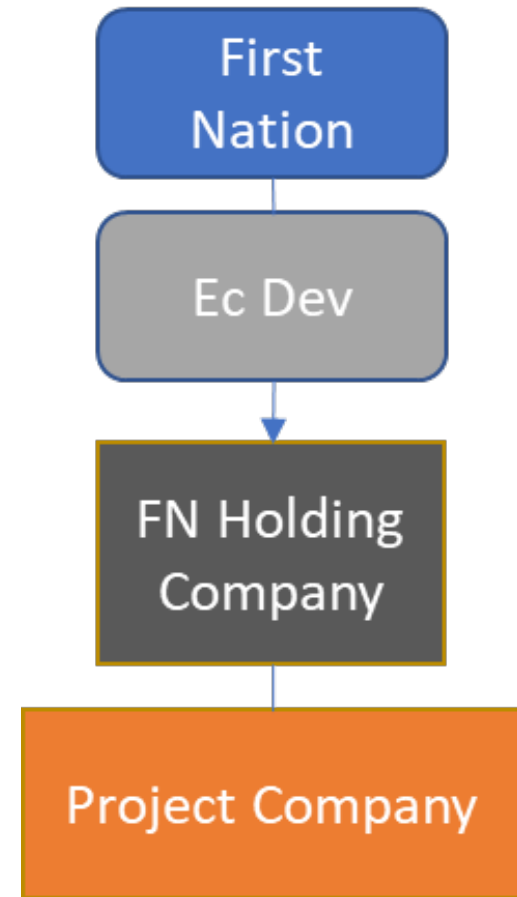 First
Nation
Ec Dev
FN Holding
Company
Project Company